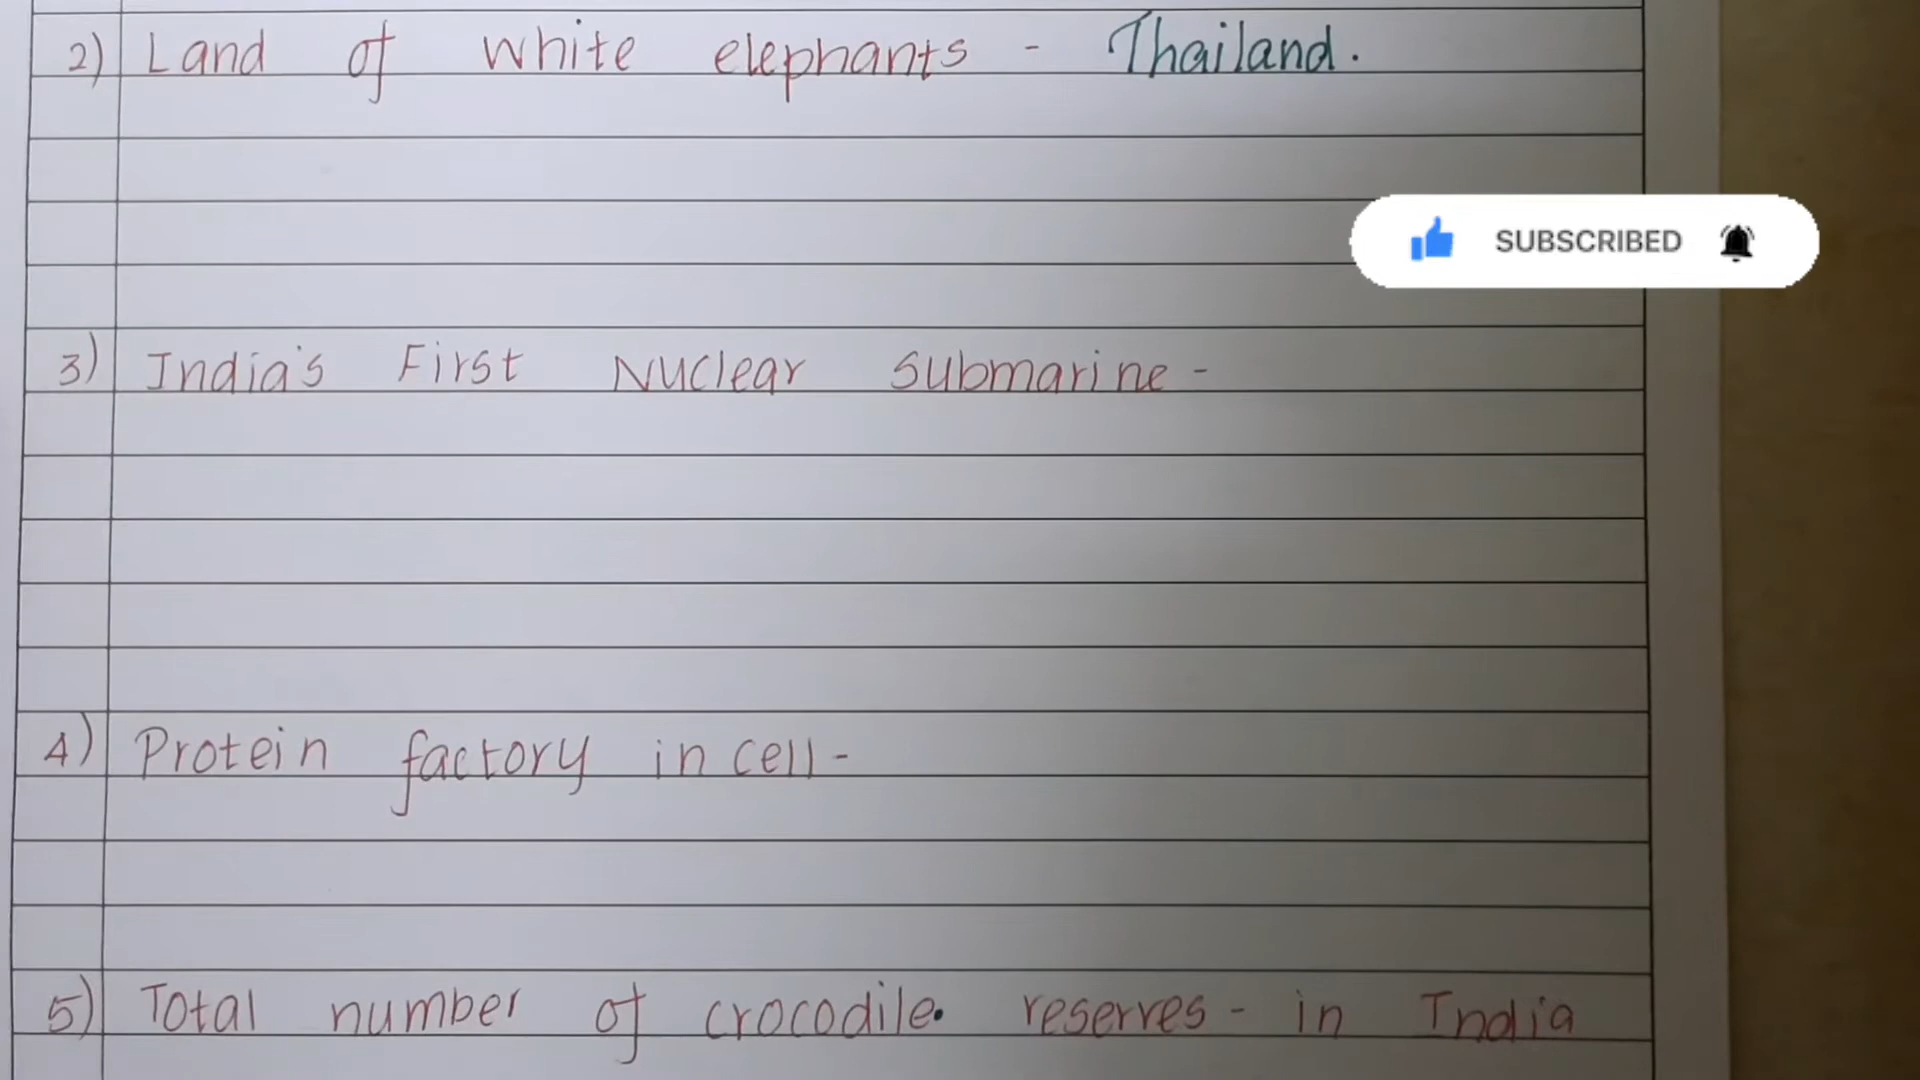 2) Land of white elephants - Thailand.
SUBSCRIBED
3) India's First Nuclear Submarine -
4) Protein factory in cell -
5) Total number of crocodile. reserves - in India